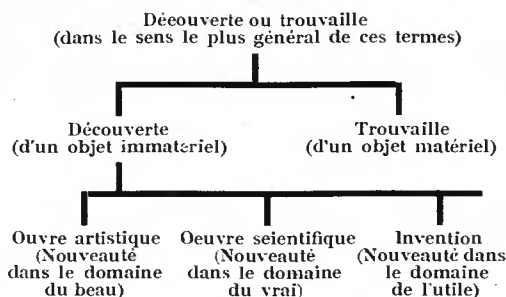 Découverte ou trouvaille
(dans le sens le plus général de ces termes)
Découverte
(d'un objet immatériel)
Trouvaille
(d'un objet matériel)
Ouvre artistique
(Nouveauté
dans le domaine
du beau)
Oeuvre seientifique
(Nouveauté
dans le domaine
du vrai)
Invention
(Nouveauté dans
le domaine
de l'utile)